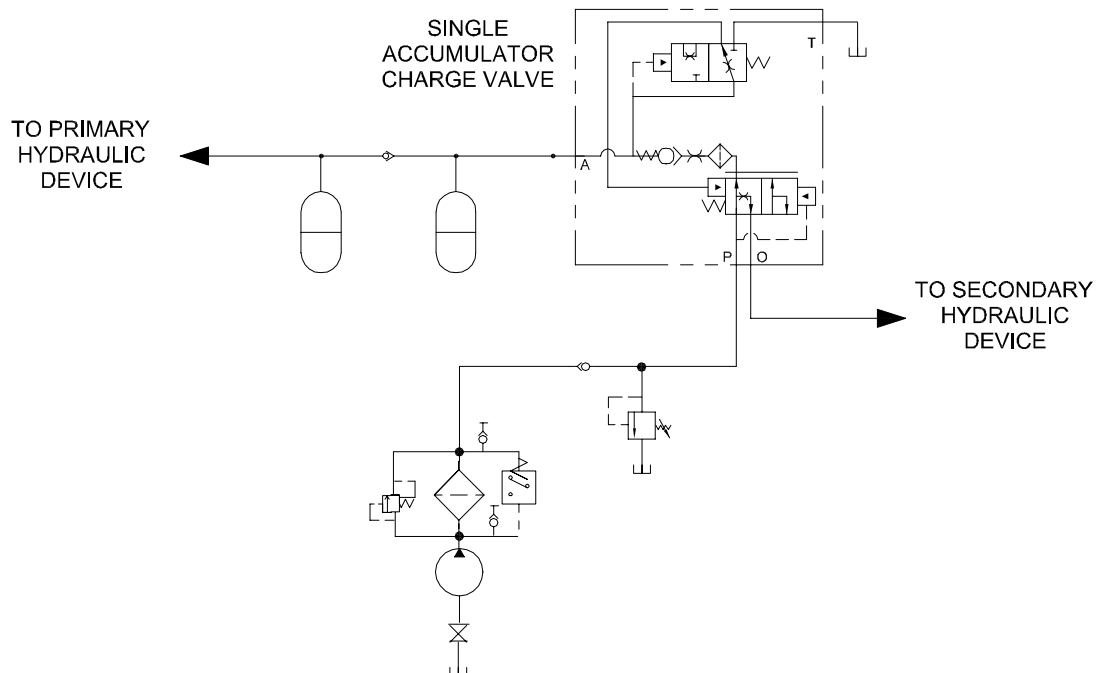 SINGLE
ACCUMULATOR
CHARGE VALVE
T
TO PRIMARY
HYDRAULIC
DEVICE
A
P O
TO SECONDARY
HYDRAULIC
DEVICE